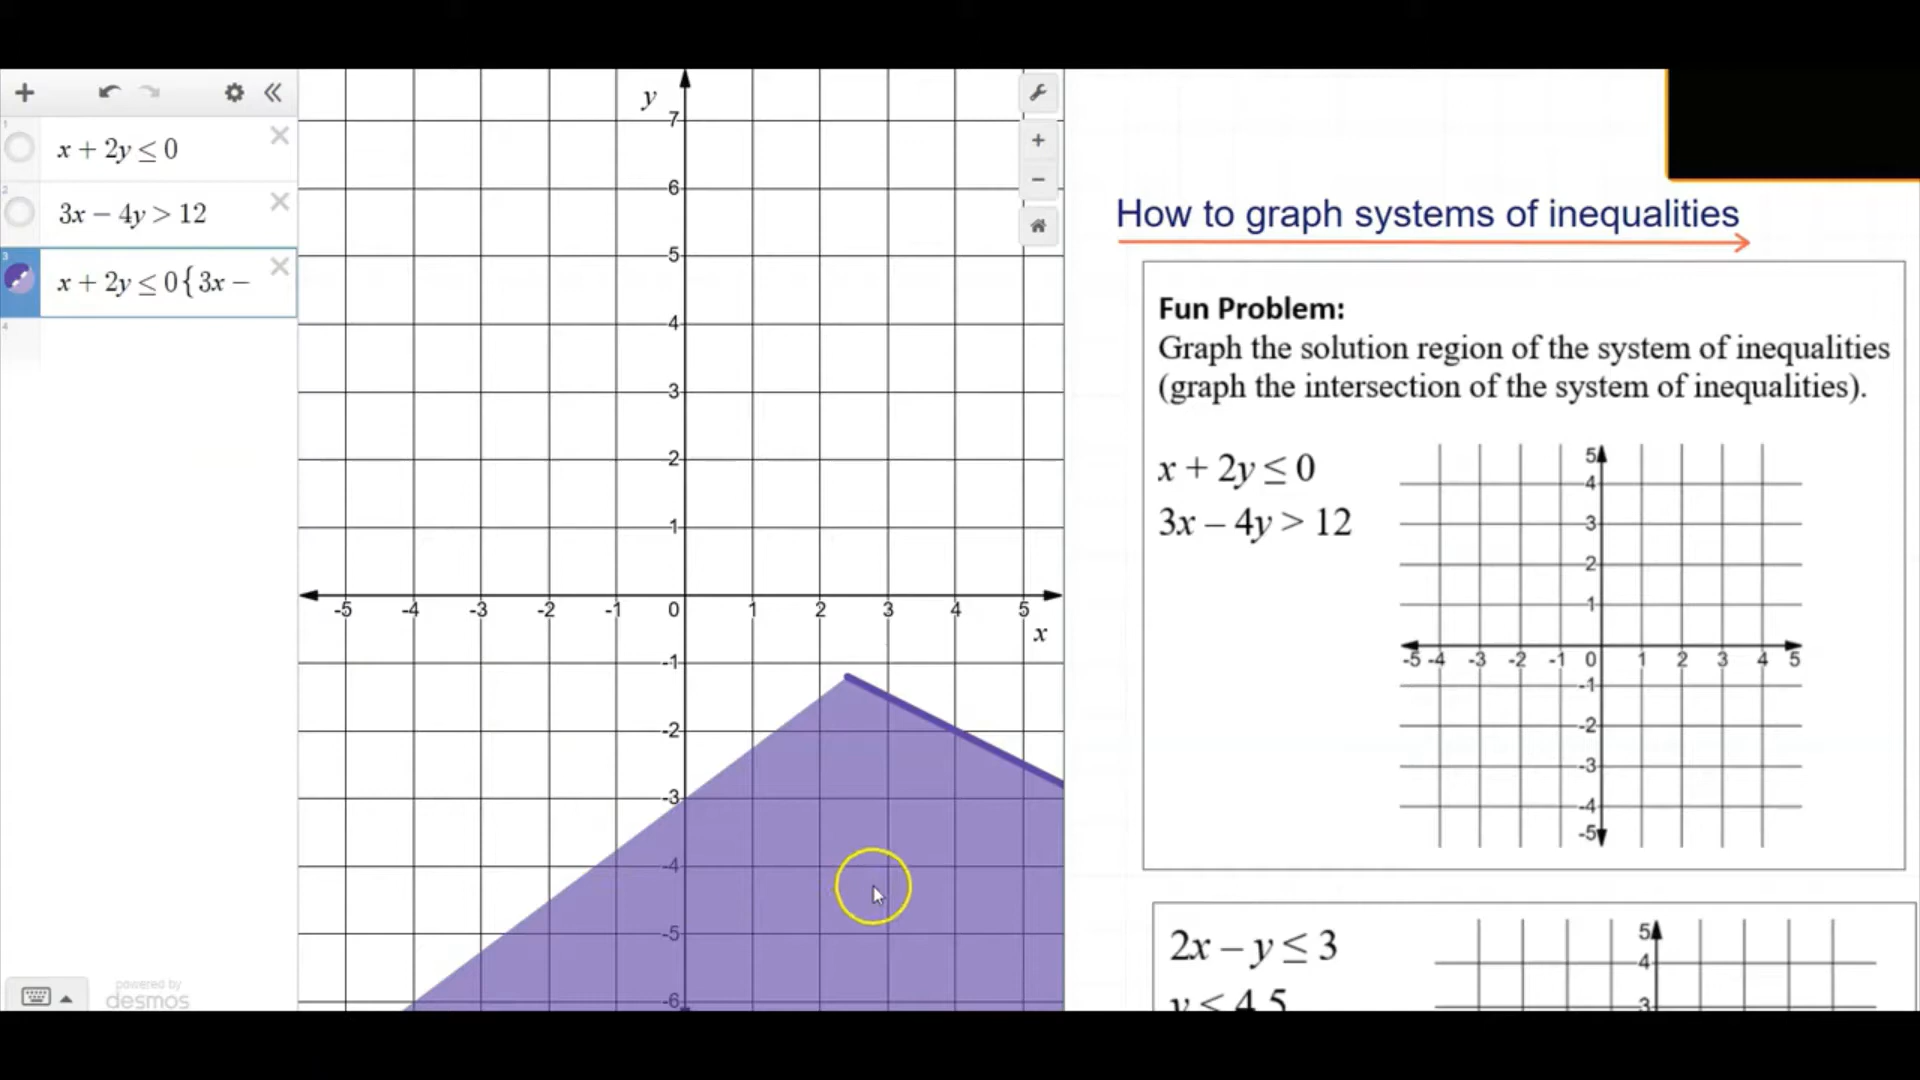 1
x + 2y ≤ 0
2
3x − 4y > 12
3
x + 2y ≤ 0 { 3x −
4
powered by
desmos
y
7
6
5
4
3
2
1
-5 -4 -3 -2 -1 0 1 2 3 4 5
x
-1
-2
-3
-4
-5
-6
How to graph systems of inequalities
Fun Problem:
Graph the solution region of the system of inequalities
(graph the intersection of the system of inequalities).
x + 2y ≤ 0
3x – 4y > 12
5
4
3
2
1
-5 -4 -3 -2 -1 0 1 2 3 4 5
-1
-2
-3
-4
-5
2x – y ≤ 3
5
4
3